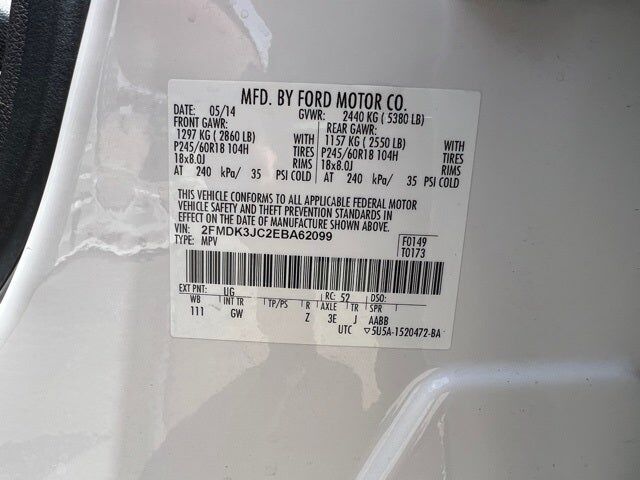 MFD. BY FORD MOTOR CO.
DATE: 05/14 GVWR: 2440 KG ( 5380 LB)
FRONT GAWR: REAR GAWR:
1297 KG ( 2860 LB) WITH 1157 KG ( 2550 LB) WITH
P245/60R18 104H TIRES P245/60R18 104H TIRES
18x8.0J RIMS 18x8.0J RIMS
AT 240 kPa/ 35 PSI COLD AT 240 kPa/ 35 PSI COLD
THIS VEHICLE CONFORMS TO ALL APPLICABLE FEDERAL MOTOR
VEHICLE SAFETY AND THEFT PREVENTION STANDARDS IN
EFFECT ON THE DATE OF MANUFACTURE SHOWN ABOVE.
VIN: 2FMDK3JC2EBA62099 F0149
TYPE: MPV T0173
EXT PNT: UG RC: 52 DSO:
WB INT TR TP/PS R AXLE TR SPR
111 GW Z 3E J AABB
UTC ▽5U5A-1520472-BA